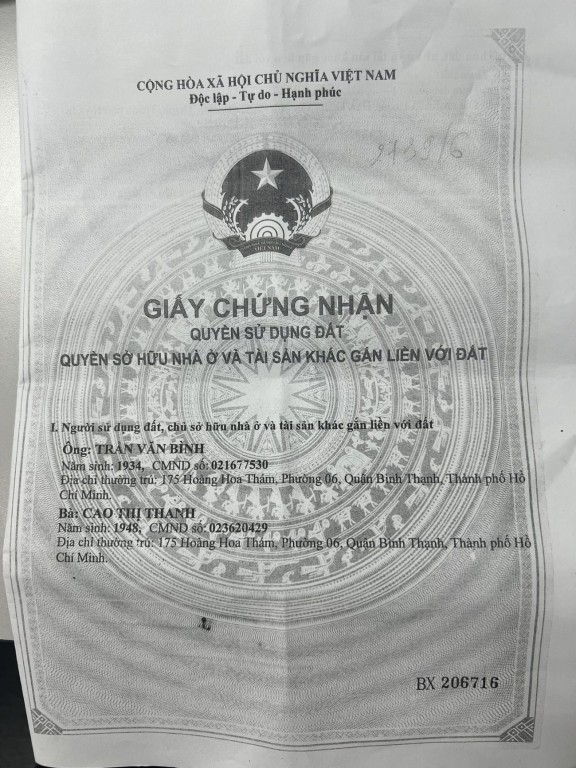 CỘNG HÒA XÃ HỘI CHỦ NGHĨA VIỆT NAM
Độc lập - Tự do - Hạnh phúc
VIỆT NAM
GIẤY CHỨNG NHẬN
QUYỀN SỬ DỤNG ĐẤT
QUYỀN SỞ HỮU NHÀ Ở VÀ TÀI SẢN KHÁC GẮN LIỀN VỚI ĐẤT
I. Người sử dụng đất, chủ sở hữu nhà ở và tài sản khác gắn liền với đất
Ông: TRẦN VĂN BÌNH
Năm sinh: 1934, CMND số: 021677530
Địa chỉ thường trú: 175 Hoàng Hoa Thám, Phường 06, Quận Bình Thạnh, Thành phố Hồ
Chí Minh.
Bà: CAO THỊ THANH
Năm sinh: 1948, CMND số: 023620429
Địa chỉ thường trú: 175 Hoàng Hoa Thám, Phường 06, Quận Bình Thạnh, Thành phố Hồ
Chí Minh.
BX 206716